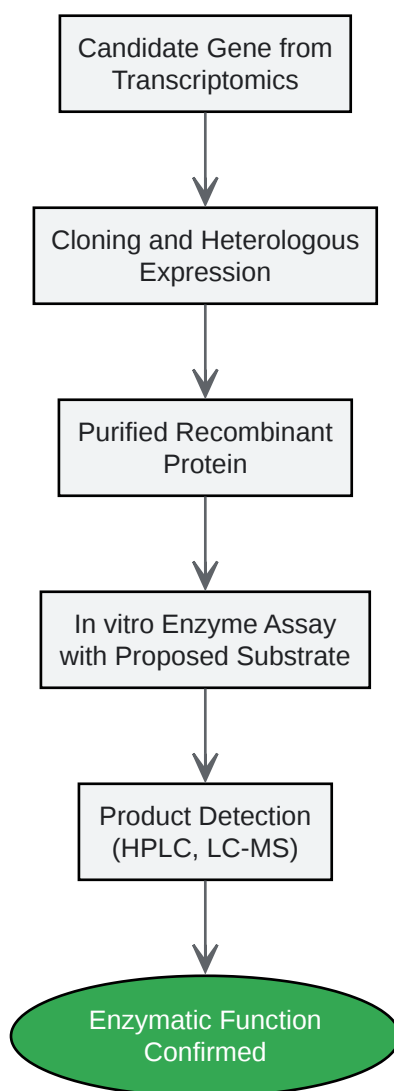 Candidate Gene from
Transcriptomics
Cloning and Heterologous
Expression
Purified Recombinant
Protein
In vitro Enzyme Assay
with Proposed Substrate
Product Detection
(HPLC, LC-MS)
Enzymatic Function
Confirmed